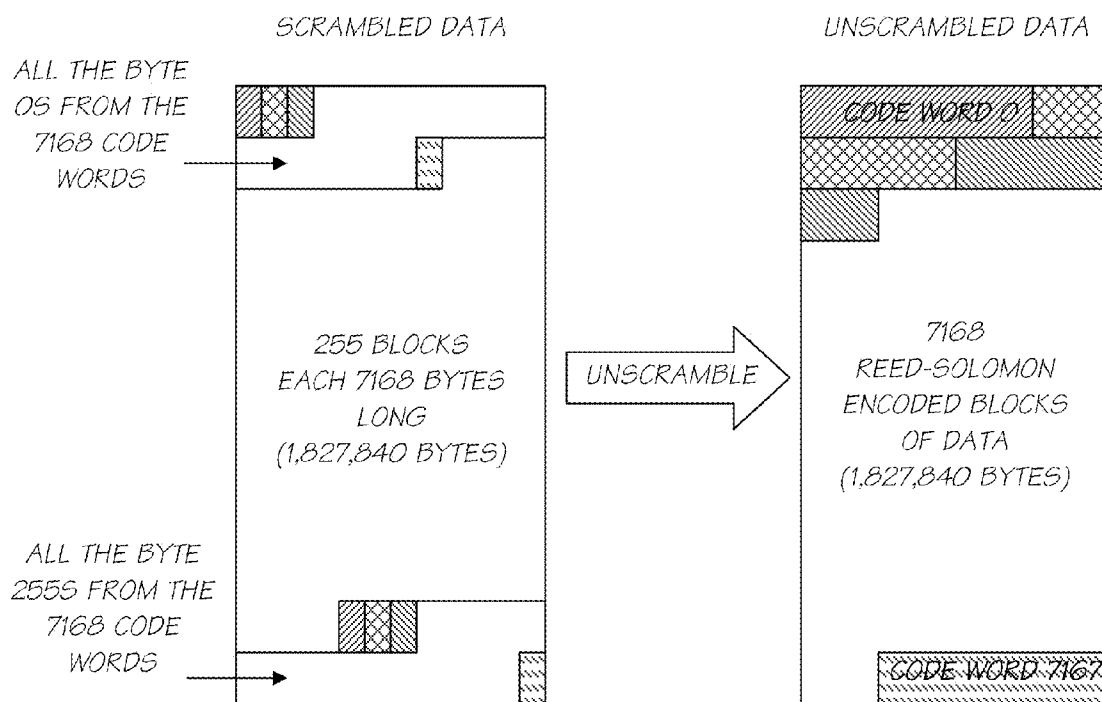 SCRAMBLED DATA
UNSCRAMBLED DATA
ALL THE BYTE
0S FROM THE
7168 CODE
WORDS
CODE WORD 0
255 BLOCKS
EACH 7168 BYTES
LONG
(1,827,840 BYTES)
UNSCRAMBLE
7168
REED-SOLOMON
ENCODED BLOCKS
OF DATA
(1,827,840 BYTES)
ALL THE BYTE
255S FROM THE
7168 CODE
WORDS
CODE WORD 7167